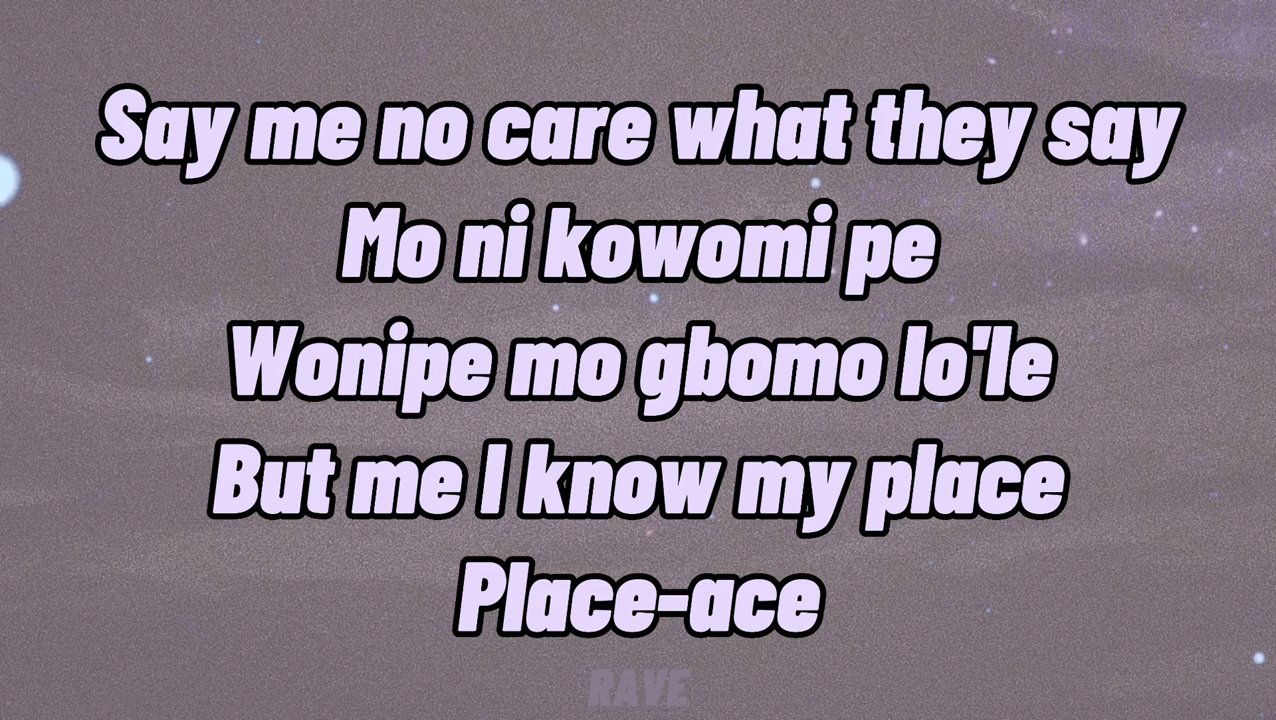 Say me no care what they say
Mo ni kowomi pe
Wonipe mo gbomo lo'le
But me I know my place
Place-ace
RAVE